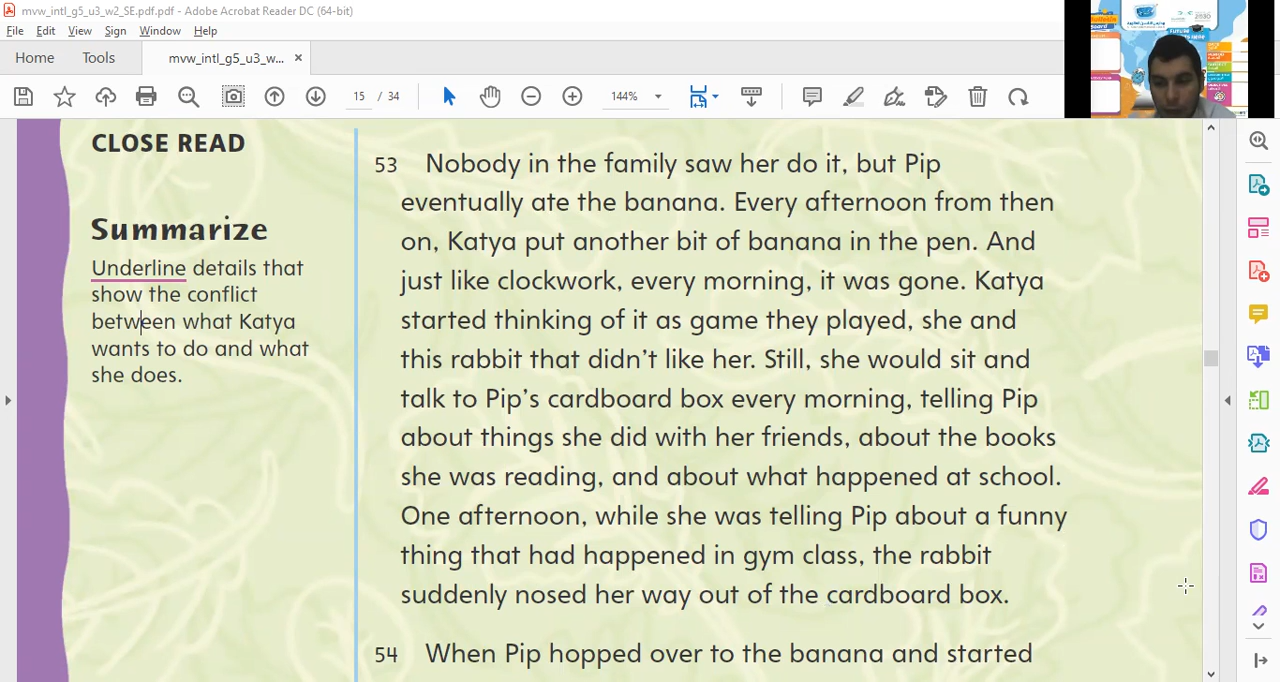 mvw_intl_g5_u3_w2_SE.pdf.pdf - Adobe Acrobat Reader DC (64-bit)
File Edit View Sign Window Help
Home Tools mvw_intl_g5_u3_w... ×
15 / 34 144%
CLOSE READ
Summarize
Underline details that
show the conflict
between what Katya
wants to do and what
she does.
53 Nobody in the family saw her do it, but Pip
eventually ate the banana. Every afternoon from then
on, Katya put another bit of banana in the pen. And
just like clockwork, every morning, it was gone. Katya
started thinking of it as game they played, she and
this rabbit that didn’t like her. Still, she would sit and
talk to Pip’s cardboard box every morning, telling Pip
about things she did with her friends, about the books
she was reading, and about what happened at school.
One afternoon, while she was telling Pip about a funny
thing that had happened in gym class, the rabbit
suddenly nosed her way out of the cardboard box.
54 When Pip hopped over to the banana and started